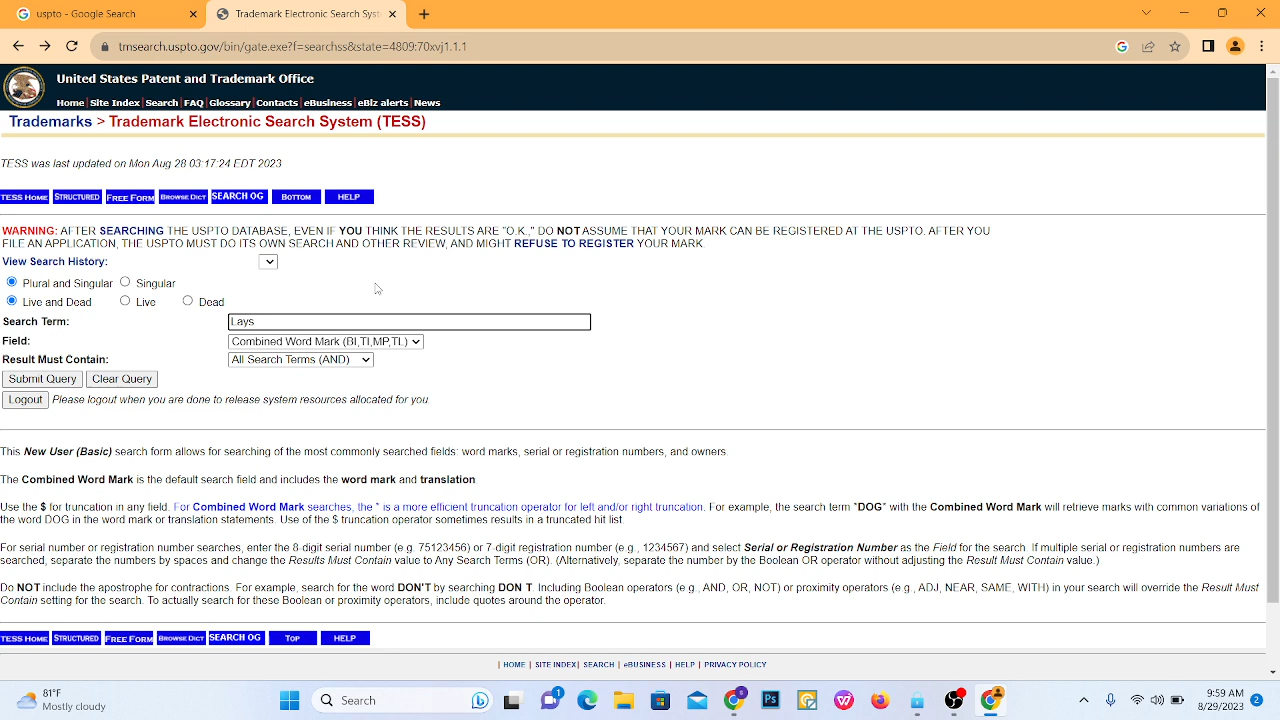 uspto - Google Search
Trademark Electronic Search Syst
tmsearch.uspto.gov/bin/gate.exe?f=searchss&state=4809:70xvj1.1.1
United States Patent and Trademark Office
Home | Site Index | Search | FAQ | Glossary | Contacts | eBusiness | eBiz alerts | News
Trademarks > Trademark Electronic Search System (TESS)
TESS was last updated on Mon Aug 28 03:17:24 EDT 2023
TESS HOME STRUCTURED FREE FORM BROWSE DICT SEARCH OG BOTTOM HELP
WARNING: AFTER SEARCHING THE USPTO DATABASE, EVEN IF YOU THINK THE RESULTS ARE "O.K.," DO NOT ASSUME THAT YOUR MARK CAN BE REGISTERED AT THE USPTO. AFTER YOU
FILE AN APPLICATION, THE USPTO MUST DO ITS OWN SEARCH AND OTHER REVIEW, AND MIGHT REFUSE TO REGISTER YOUR MARK.
View Search History:
Plural and Singular Singular
Live and Dead Live Dead
Search Term: Lays
Field: Combined Word Mark (BI,TI,MP,TL)
Result Must Contain: All Search Terms (AND)
Submit Query Clear Query
Logout Please logout when you are done to release system resources allocated for you.
This New User (Basic) search form allows for searching of the most commonly searched fields: word marks, serial or registration numbers, and owners.
The Combined Word Mark is the default search field and includes the word mark and translation.
Use the $ for truncation in any field. For Combined Word Mark searches, the * is a more efficient truncation operator for left and/or right truncation. For example, the search term *DOG* with the Combined Word Mark will retrieve marks with common variations of
the word DOG in the word mark or translation statements. Use of the $ truncation operator sometimes results in a truncated hit list.
For serial number or registration number searches, enter the 8-digit serial number (e.g. 75123456) or 7-digit registration number (e.g., 1234567) and select Serial or Registration Number as the Field for the search. If multiple serial or registration numbers are
searched, separate the numbers by spaces and change the Results Must Contain value to Any Search Terms (OR). (Alternatively, separate the number by the Boolean OR operator without adjusting the Result Must Contain value.)
Do NOT include the apostrophe for contractions. For example, search for the word DON'T by searching DON T. Including Boolean operators (e.g., AND, OR, NOT) or proximity operators (e.g., ADJ, NEAR, SAME, WITH) in your search will override the Result Must
Contain setting for the search. To actually search for these Boolean or proximity operators, include quotes around the operator.
TESS HOME STRUCTURED FREE FORM BROWSE DICT SEARCH OG TOP HELP
| HOME | SITE INDEX | SEARCH | eBUSINESS | HELP | PRIVACY POLICY
81°F
Mostly cloudy
Search
1
6
Ps
9:59 AM
8/29/2023
2